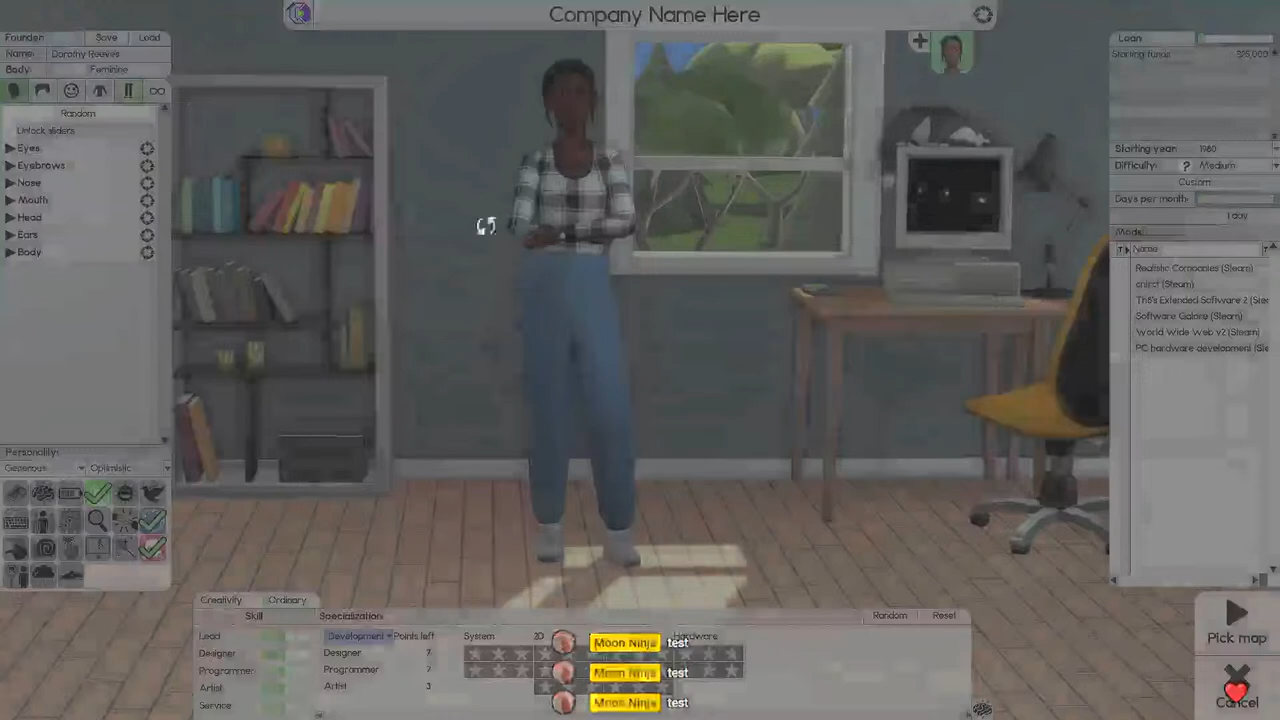 Company Name Here
Founder
Save
Load
Name: Dorothy Reeves
Body: Feminine
Random
Unlock sliders
Eyes
Eyebrows
Nose
Mouth
Head
Ears
Body
Personality:
Generous
Optimistic
Loan
Starting funds
Starting year: 1980
Difficulty: ? Medium
Custom
Days per month:
1 day
Mods:
Name
Realistic Companies (Steam)
Software Galore (Steam)
World Wide Web v2 (Steam)
PC hardware development (Ste
Pick map
Cancel
Creativity Ordinary
Skill Specialization Random Reset
Lead Development Points left System 2D Hardware
Designer Designer 7
Programmer Programmer 7
Artist Artist 3
Service
Moon Ninja test
Moon Ninja test
Moon Ninja test